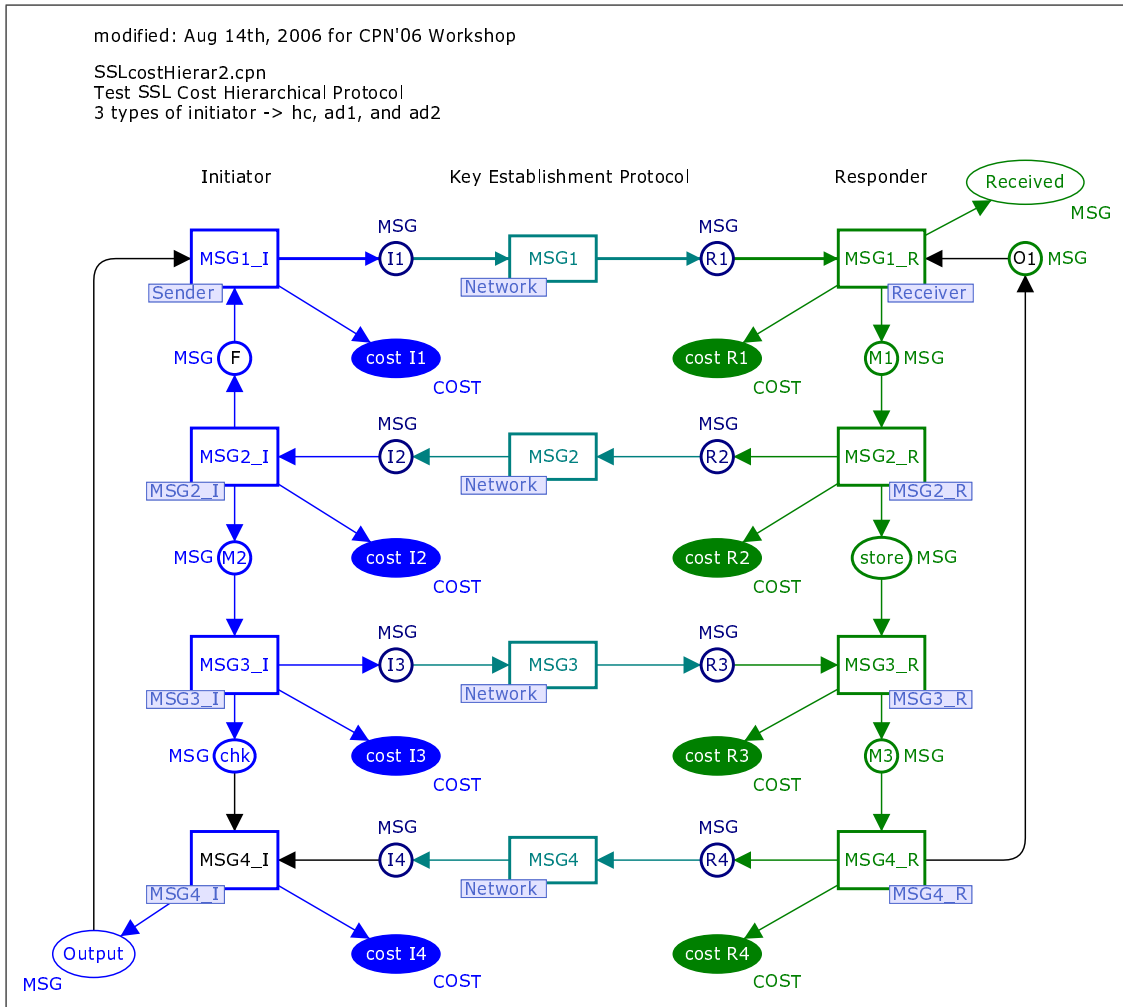 modified: Aug 14th, 2006 for CPN'06 Workshop
SSLcostHierar2.cpn
Test SSL Cost Hierarchical Protocol
3 types of initiator -> hc, ad1, and ad2
Initiator
Key Establishment Protocol
Responder
Received
MSG
MSG
MSG
MSG1_I
I1
MSG1
R1
MSG1_R
O1
MSG
Sender
Network
Receiver
MSG
F
cost I1
cost R1
M1
MSG
COST
COST
MSG
MSG
MSG2_I
I2
MSG2
R2
MSG2_R
MSG2_I
Network
MSG2_R
MSG
M2
cost I2
cost R2
store
MSG
COST
COST
MSG
MSG
MSG3_I
I3
MSG3
R3
MSG3_R
MSG3_I
Network
MSG3_R
MSG
chk
cost I3
cost R3
M3
MSG
COST
COST
MSG
MSG
MSG4_I
I4
MSG4
R4
MSG4_R
MSG4_I
Network
MSG4_R
Output
cost I4
cost R4
MSG
COST
COST